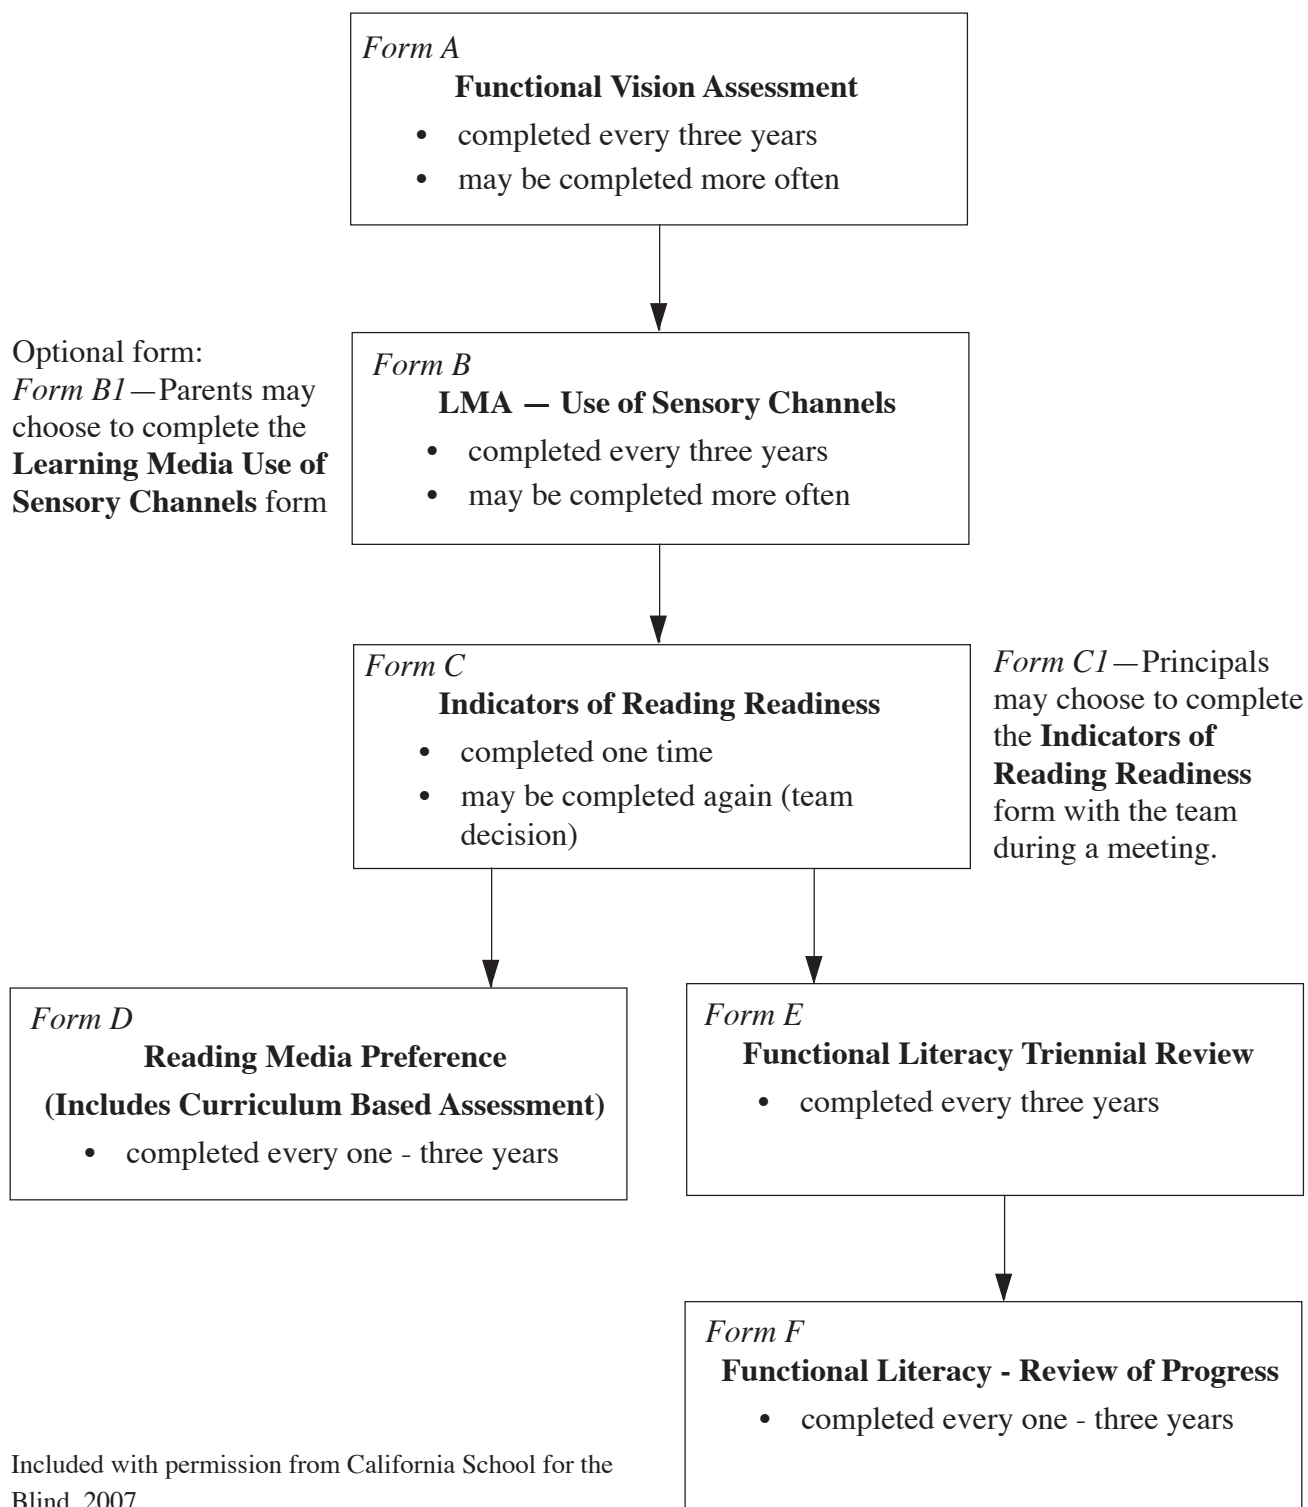 Form A
Functional Vision Assessment
• completed every three years
• may be completed more often
Optional form:
Form B1—Parents may
choose to complete the
Learning Media Use of
Sensory Channels form
Form B
LMA — Use of Sensory Channels
• completed every three years
• may be completed more often
Form C
Indicators of Reading Readiness
• completed one time
• may be completed again (team
decision)
Form C1—Principals
may choose to complete
the Indicators of
Reading Readiness
form with the team
during a meeting.
Form D
Reading Media Preference
(Includes Curriculum Based Assessment)
• completed every one - three years
Form E
Functional Literacy Triennial Review
• completed every three years
Form F
Functional Literacy - Review of Progress
• completed every one - three years
Included with permission from California School for the
Blind, 2007